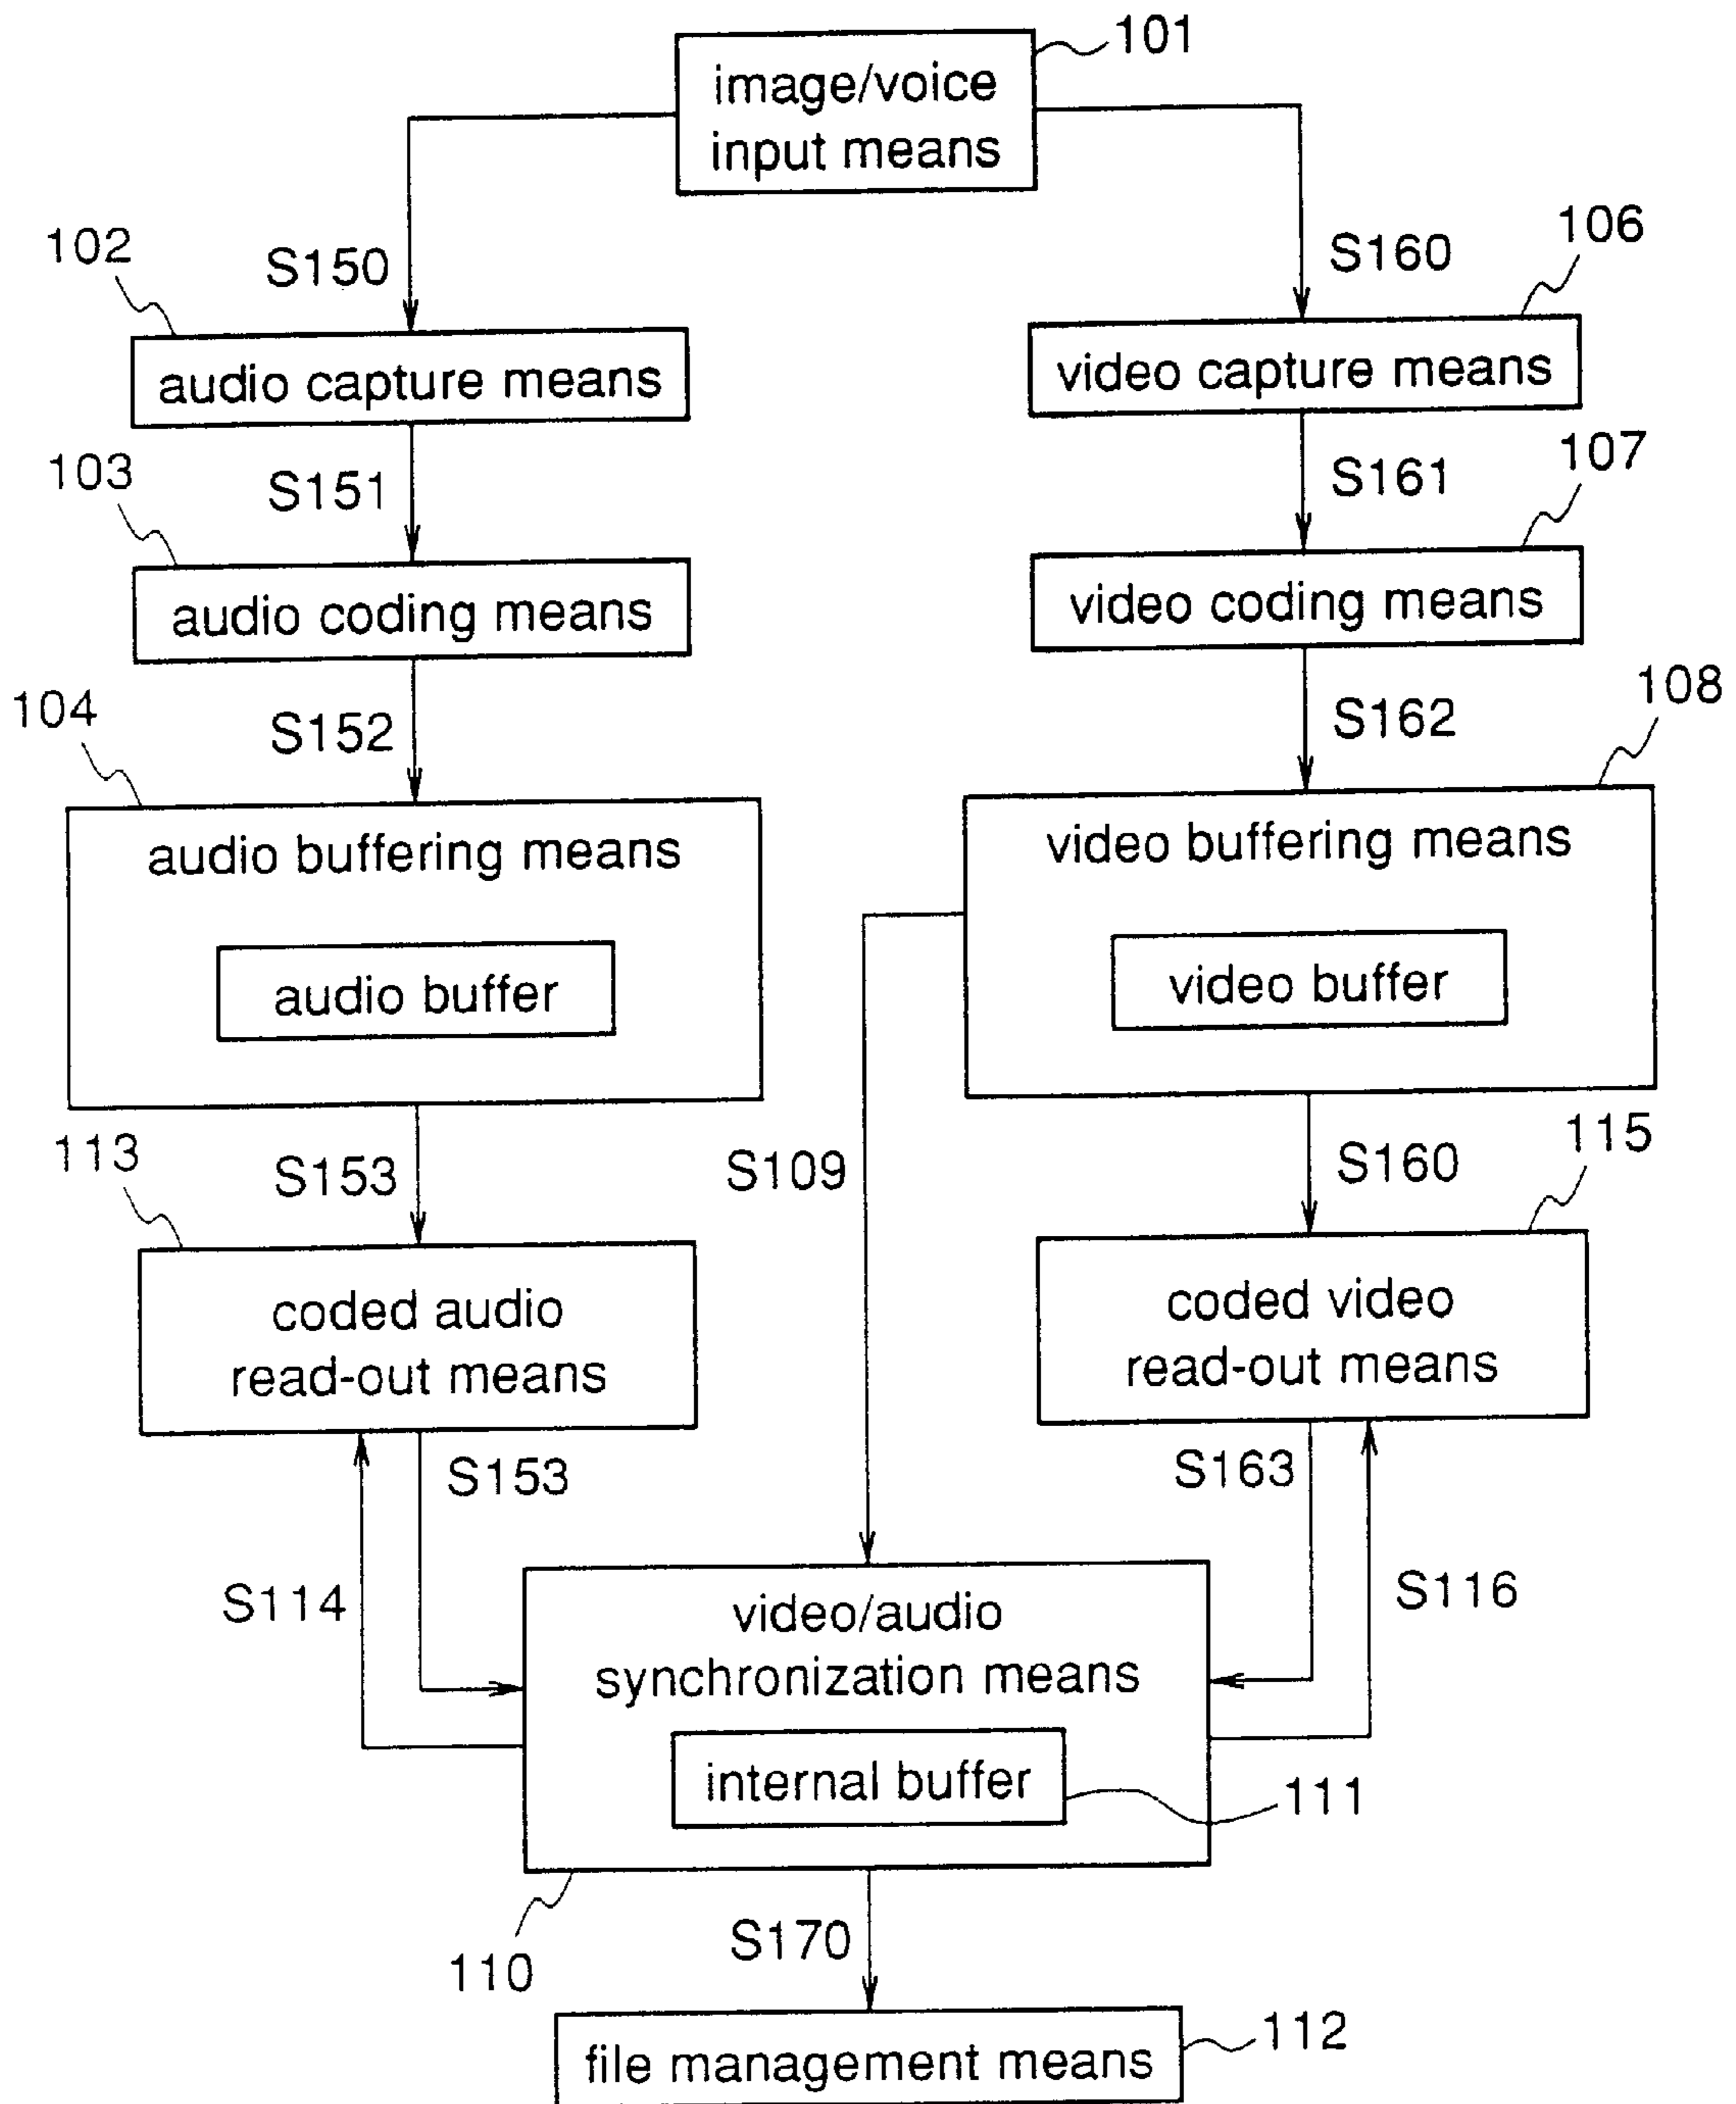 101
image/voice
input means
102
S150
S160
106
audio capture means
video capture means
103
S151
S161
107
audio coding means
video coding means
104
S152
S162
108
audio buffering means
video buffering means
audio buffer
video buffer
113
S153
S109
S160
115
coded audio
read-out means
coded video
read-out means
S153
S163
S114
S116
video/audio
synchronization means
internal buffer
111
110
S170
112
file management means